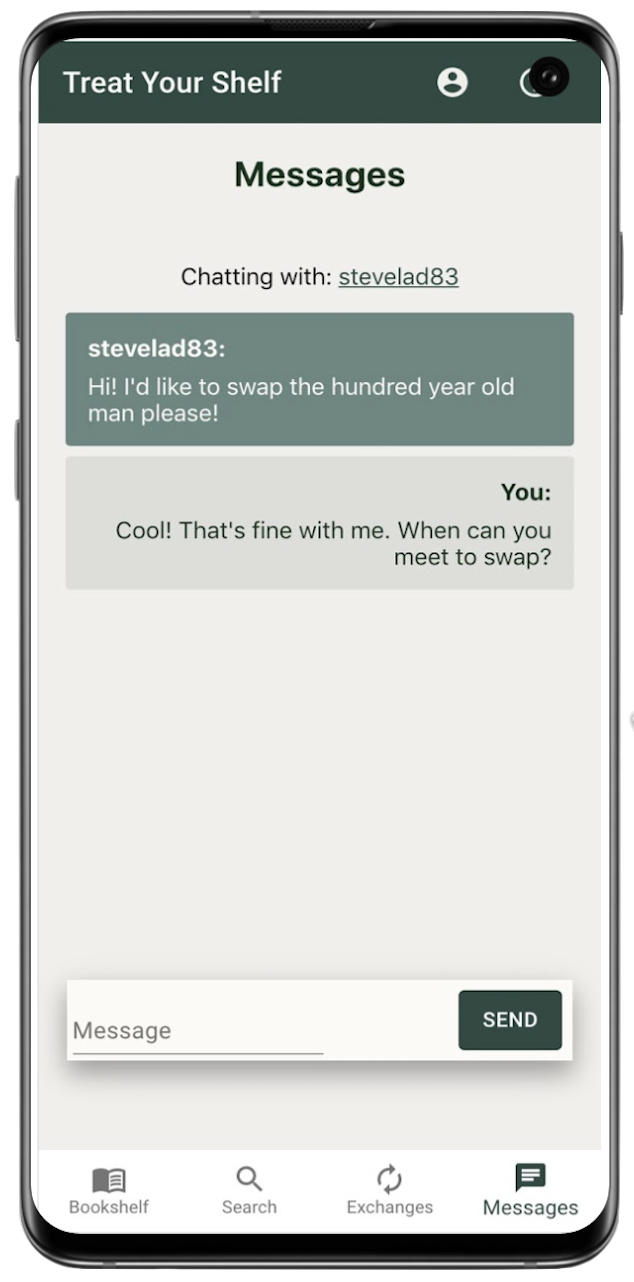 Treat Your Shelf
Messages
Chatting with: stevelad83
stevelad83:
Hi! I'd like to swap the hundred year old
man please!
You:
Cool! That's fine with me. When can you
meet to swap?
Message
SEND
Bookshelf
Search
Exchanges
Messages